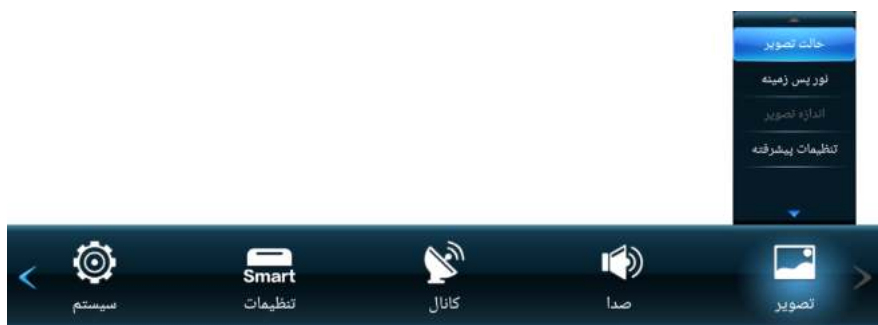 حالت تصویر
نور پس زمینه
اندازه تصویر
تنظیمات پیشرفته
تصویر
صدا
کانال
Smart
تنظیمات
سیستم